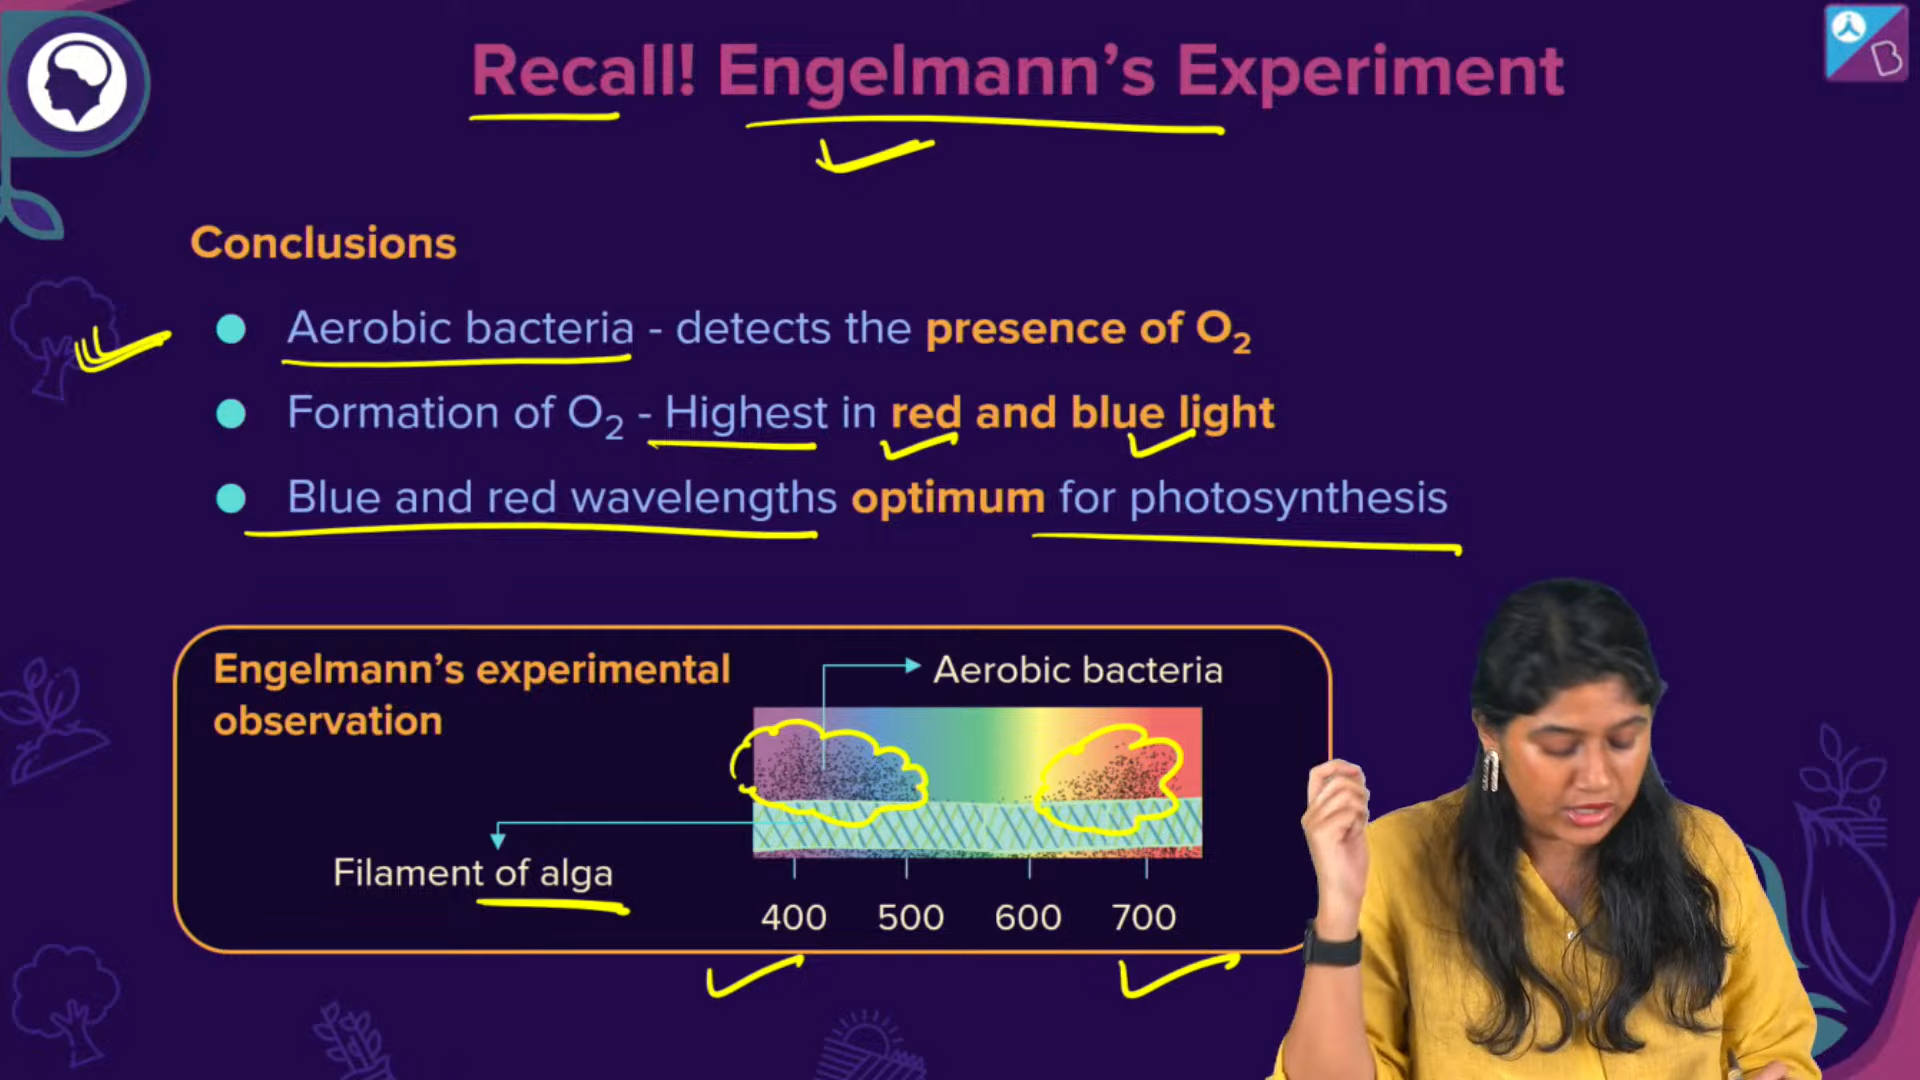 Recall! Engelmann’s Experiment
Conclusions
Aerobic bacteria - detects the presence of O₂
Formation of O₂ - Highest in red and blue light
Blue and red wavelengths optimum for photosynthesis
Engelmann’s experimental
observation
Aerobic bacteria
Filament of alga
400 500 600 700
B